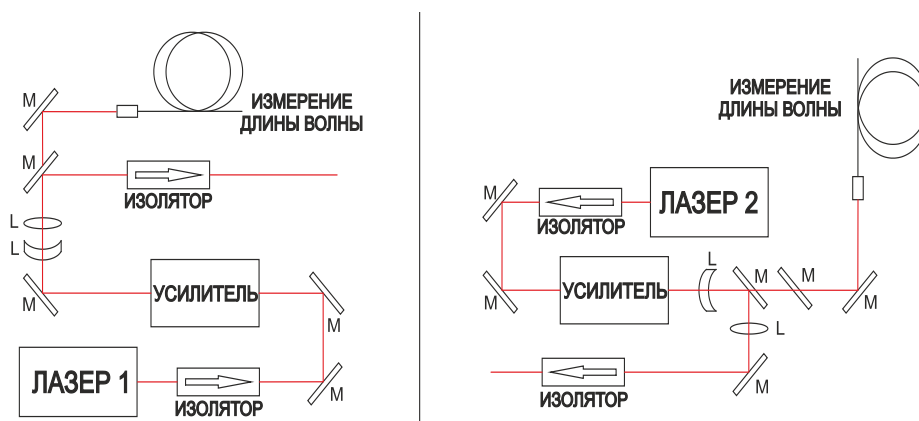 M
ИЗМЕРЕНИЕ
ДЛИНЫ ВОЛНЫ
M
ИЗОЛЯТОР
L
L
M
УСИЛИТЕЛЬ
M
ЛАЗЕР 1
ИЗОЛЯТОР
M
ИЗМЕРЕНИЕ
ДЛИНЫ ВОЛНЫ
M
ИЗОЛЯТОР
ЛАЗЕР 2
M
УСИЛИТЕЛЬ
L
M
M
M
L
ИЗОЛЯТОР
M